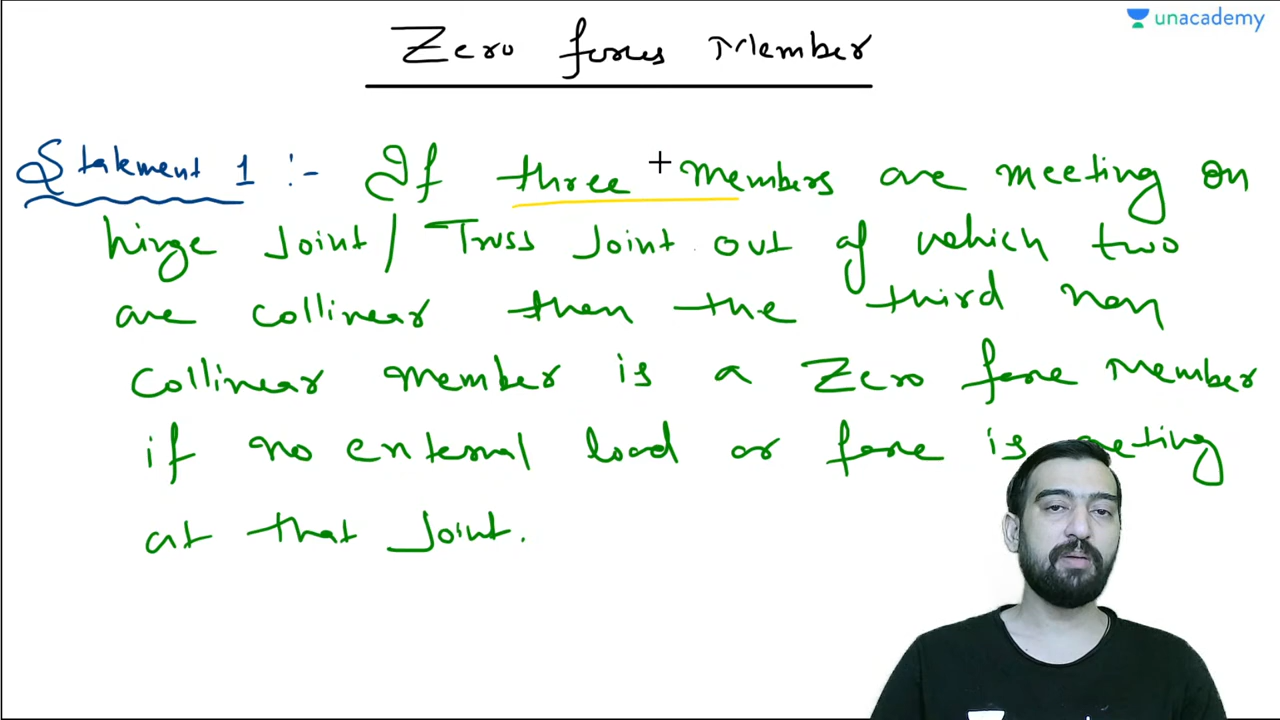 unacademy
Zero forces Member
Statement 1 :- If three members are meeting on
hinge Joint/ Truss Joint out of which two
are collinear then the third non
collinear member is a Zero force Member
if no external load or force is acting
at that Joint.